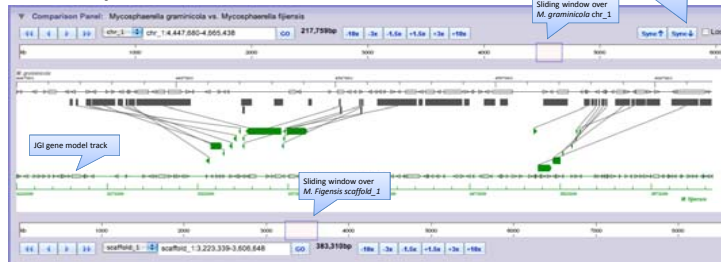 Sliding window over
M. graminicola chr_1
Comparison Panel: Mycosphaerella graminicola vs. Mycosphaerella fijiensis
chr_1 chr_1:4,447,680-4,665,438 GO 217,759bp -10x -3x -1.5x +1.5x +3x +10x Sync Sync
1000 2000 3000 4000 5000
M. graminicola
JGI gene model track
Sliding window over
M. Figensis scaffold_1
M. fijiensis
1000 2000 3000 4000 5000 6000 7000 8000
scaffold_1 scaffold_1:3,223,339-3,606,648 GO 383,310bp -10x -3x -1.5x +1.5x +3x +10x